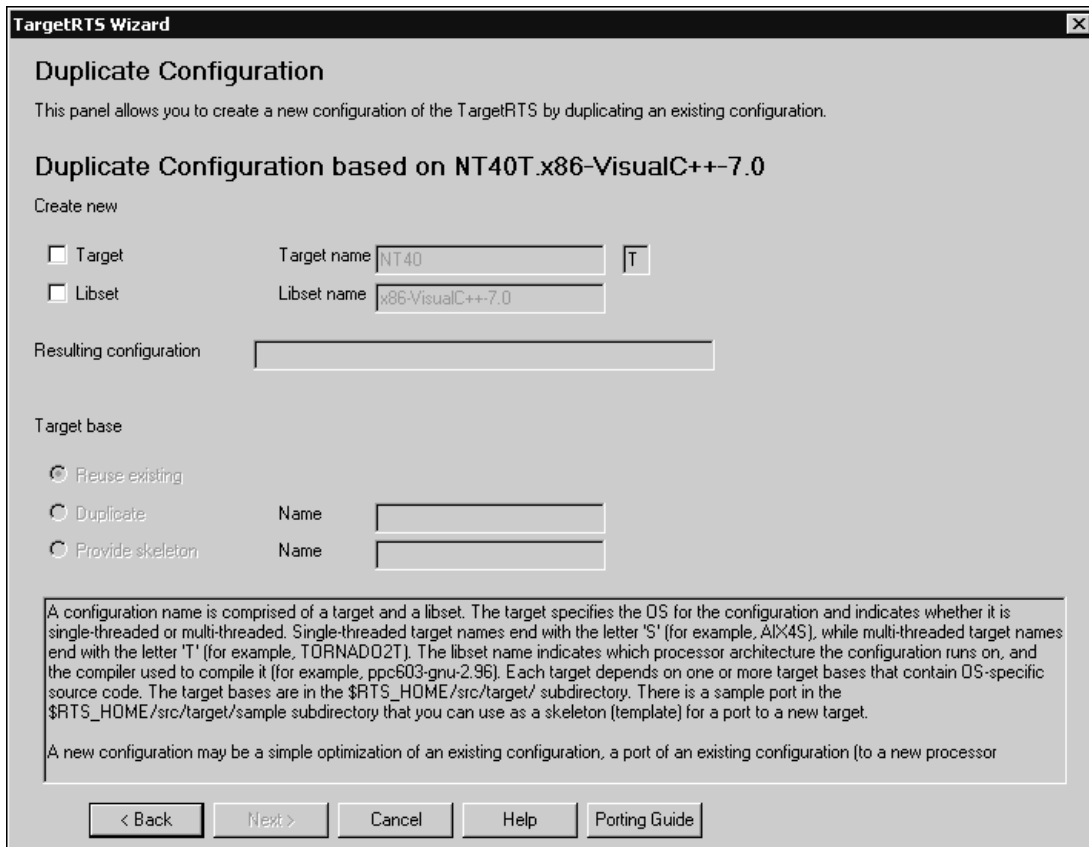 TargetRTS Wizard
Duplicate Configuration
This panel allows you to create a new configuration of the TargetRTS by duplicating an existing configuration.
Duplicate Configuration based on NT40T.x86-VisualC++-7.0
Create new
Target Target name NT40 T
Libset Libset name x86-VisualC++-7.0
Resulting configuration
Target base
Reuse existing
Duplicate Name
Provide skeleton Name
A configuration name is comprised of a target and a libset. The target specifies the OS for the configuration and indicates whether it is
single-threaded or multi-threaded. Single-threaded target names end with the letter 'S' (for example, AIX4S), while multi-threaded target names
end with the letter 'T' (for example, TORNADO2T). The libset name indicates which processor architecture the configuration runs on, and
the compiler used to compile it (for example, ppc603-gnu-2.96). Each target depends on one or more target bases that contain OS-specific
source code. The target bases are in the $RTS_HOME/src/target/ subdirectory. There is a sample port in the
$RTS_HOME/src/target/sample subdirectory that you can use as a skeleton (template) for a port to a new target.
A new configuration may be a simple optimization of an existing configuration, a port of an existing configuration (to a new processor
< Back Next > Cancel Help Porting Guide